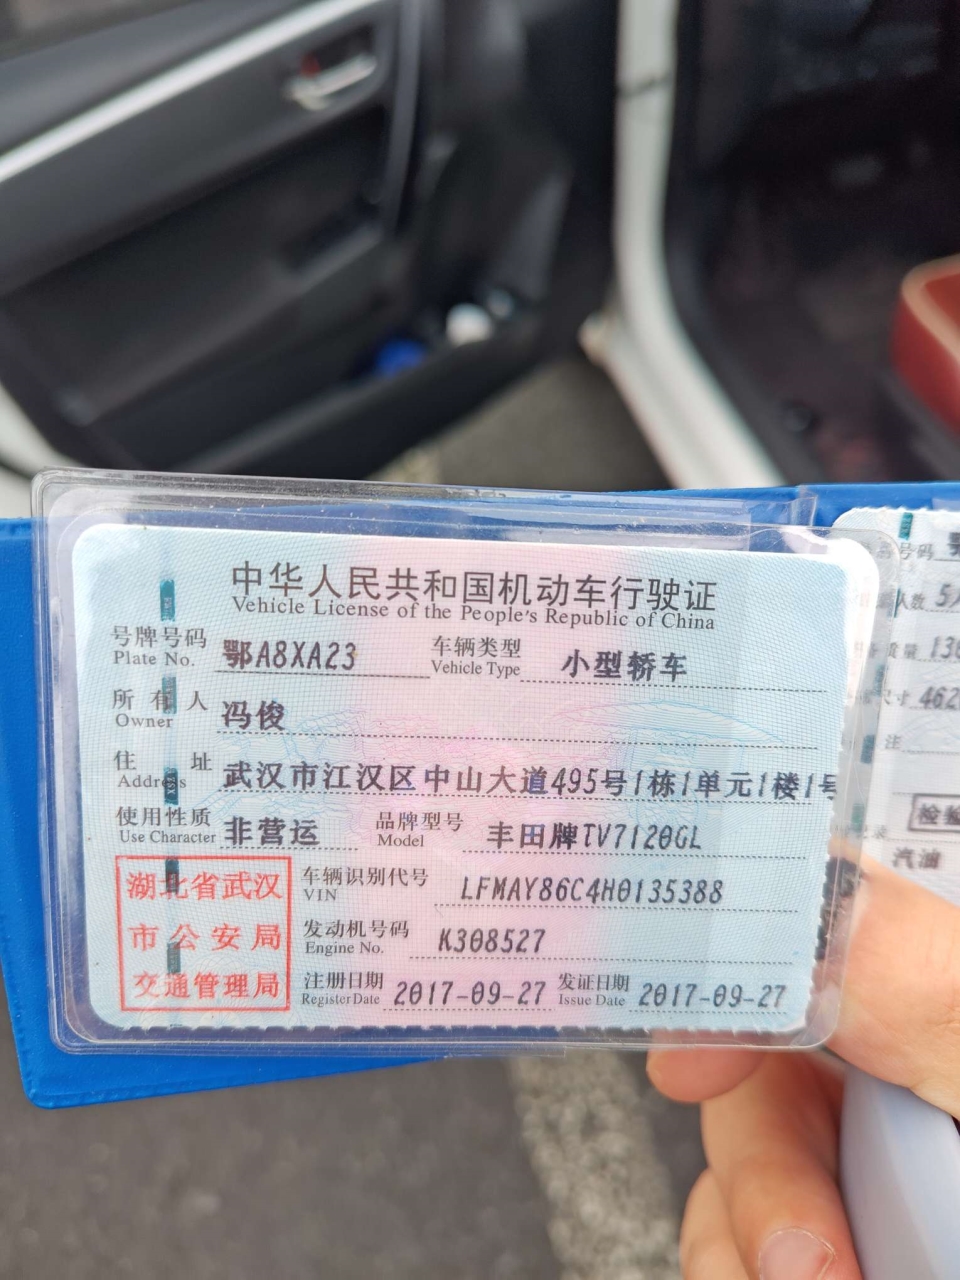 中华人民共和国机动车行驶证
Vehicle License of the People's Republic of China
号牌号码 鄂A8XA23 车辆类型 小型轿车
Plate No. Vehicle Type
所有人 冯俊
Owner
住址 武汉市江汉区中山大道495号1栋1单元1楼1号
Address
使用性质 非营运 品牌型号 丰田牌TV7120GL
Use Character Model
湖北省武汉
市公安局
交通管理局
车辆识别代号 LFMAY86C4H0135388
VIN
发动机号码 K308527
Engine No.
注册日期 2017-09-27 发证日期 2017-09-27
Register Date Issue Date
号码
人数 5
质量
尺寸 462
注
检验
汽油